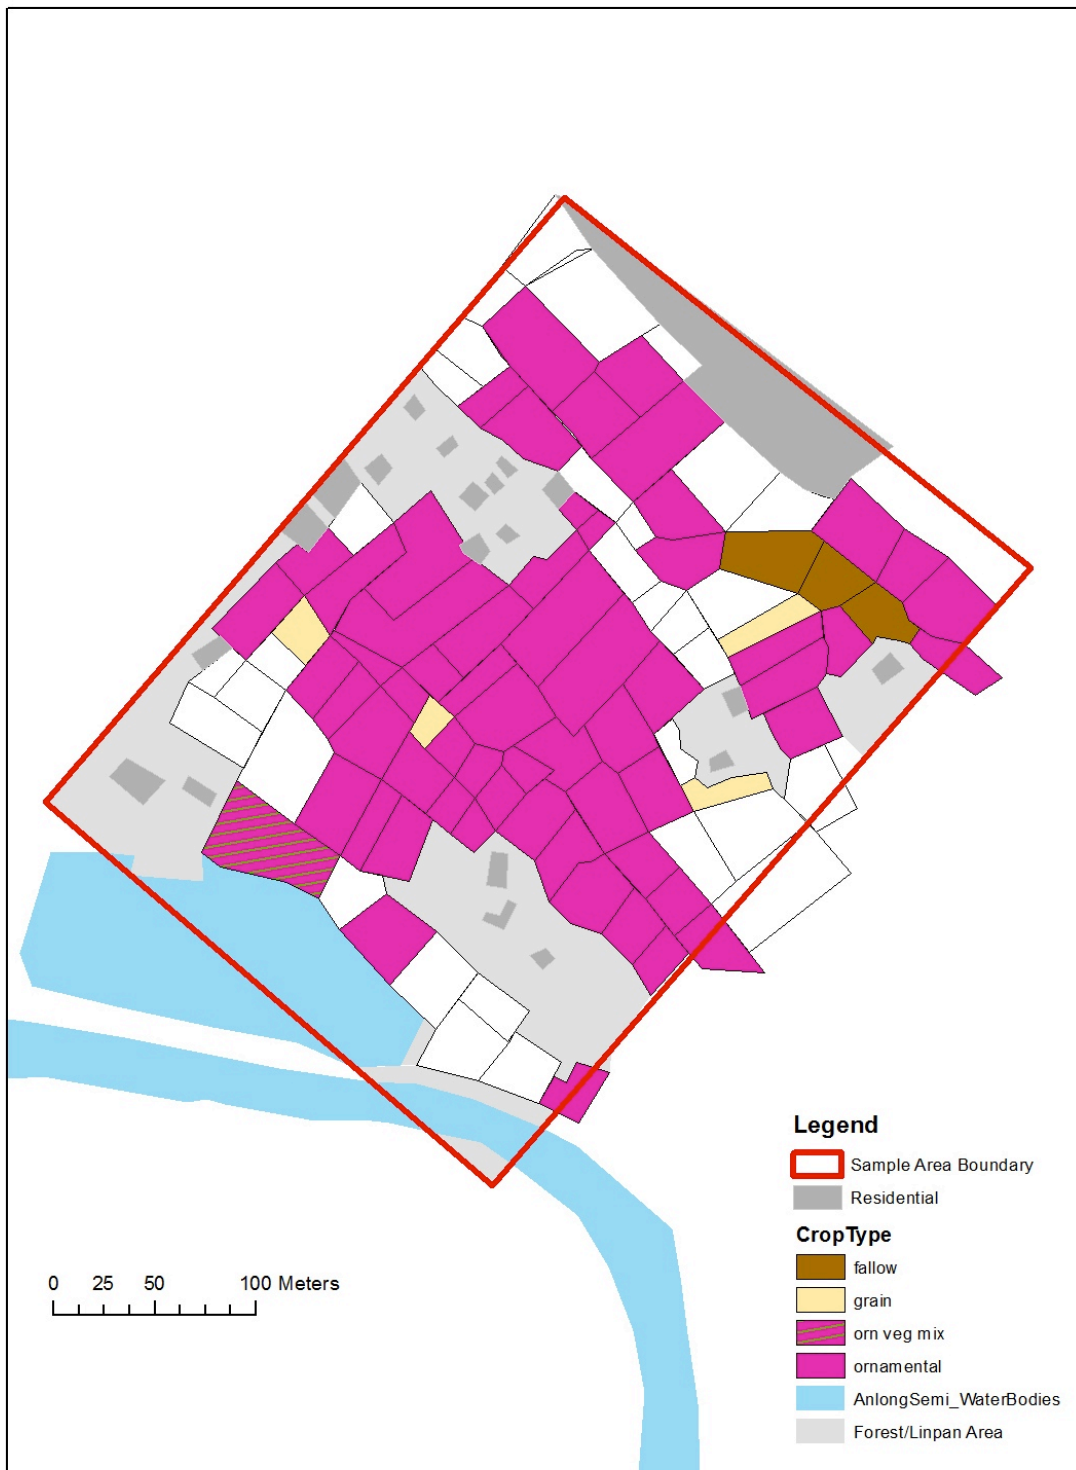 Legend
Sample Area Boundary
Residential
CropType
fallow
grain
orn veg mix
ornamental
AnlongSemi_WaterBodies
Forest/Linpan Area
0 25 50 100 Meters